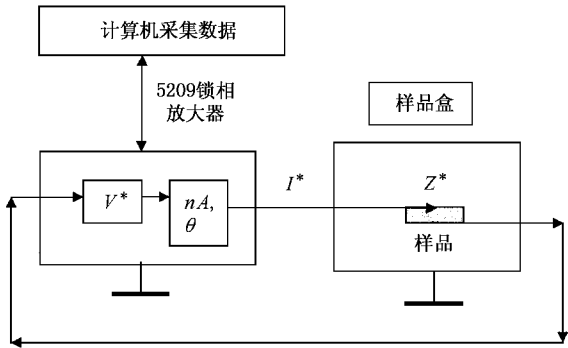 计算机采集数据
5209锁相
放大器
样品盒
V*
nA,
θ
I*
Z*
样品